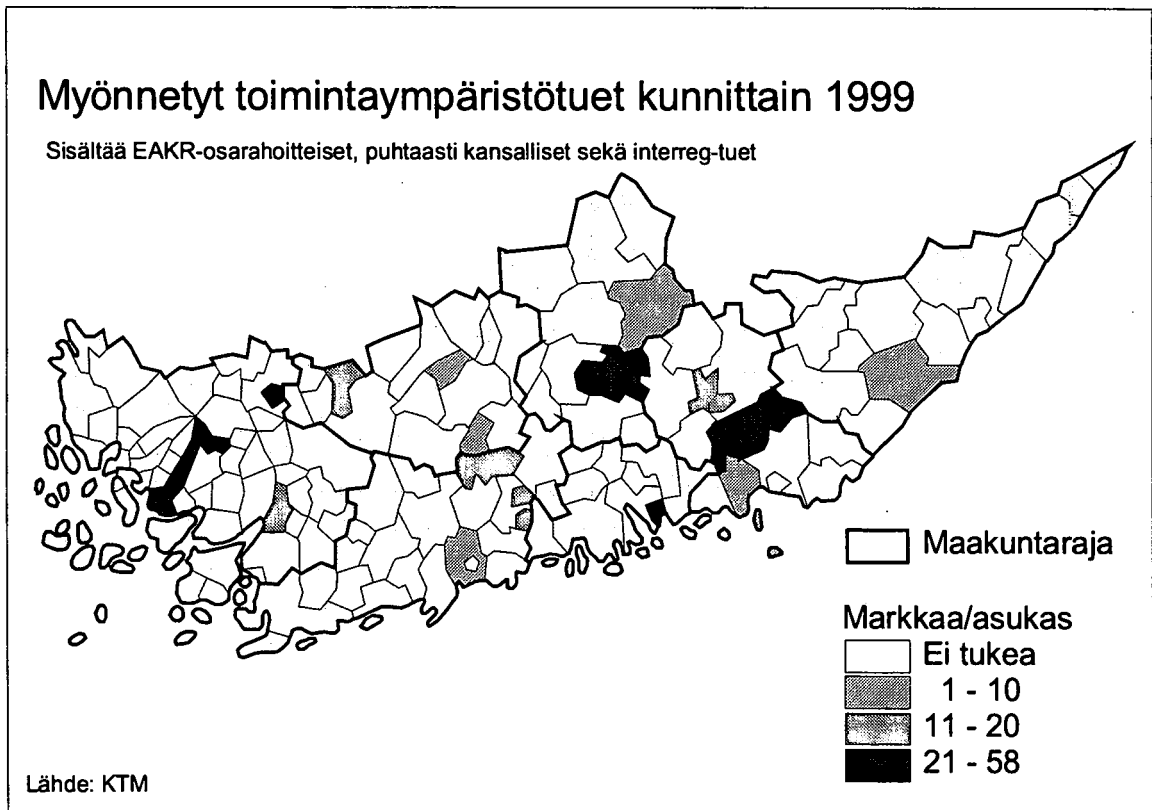 Myönnetyt toimintaympäristötuet kunnittain 1999
Sisältää EAKR-osarahoitteiset, puhtaasti kansalliset sekä interreg-tuet
Maakuntaraja
Markkaa/asukas
Ei tukea
1 - 10
11 - 20
21 - 58
Lähde: KTM